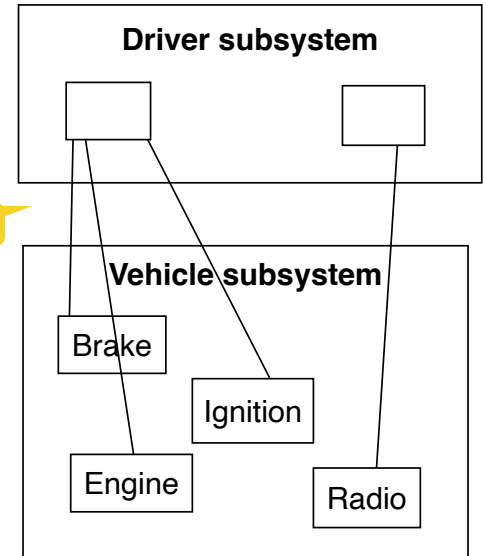 Driver subsystem
Vehicle subsystem
Brake
Ignition
Engine
Radio